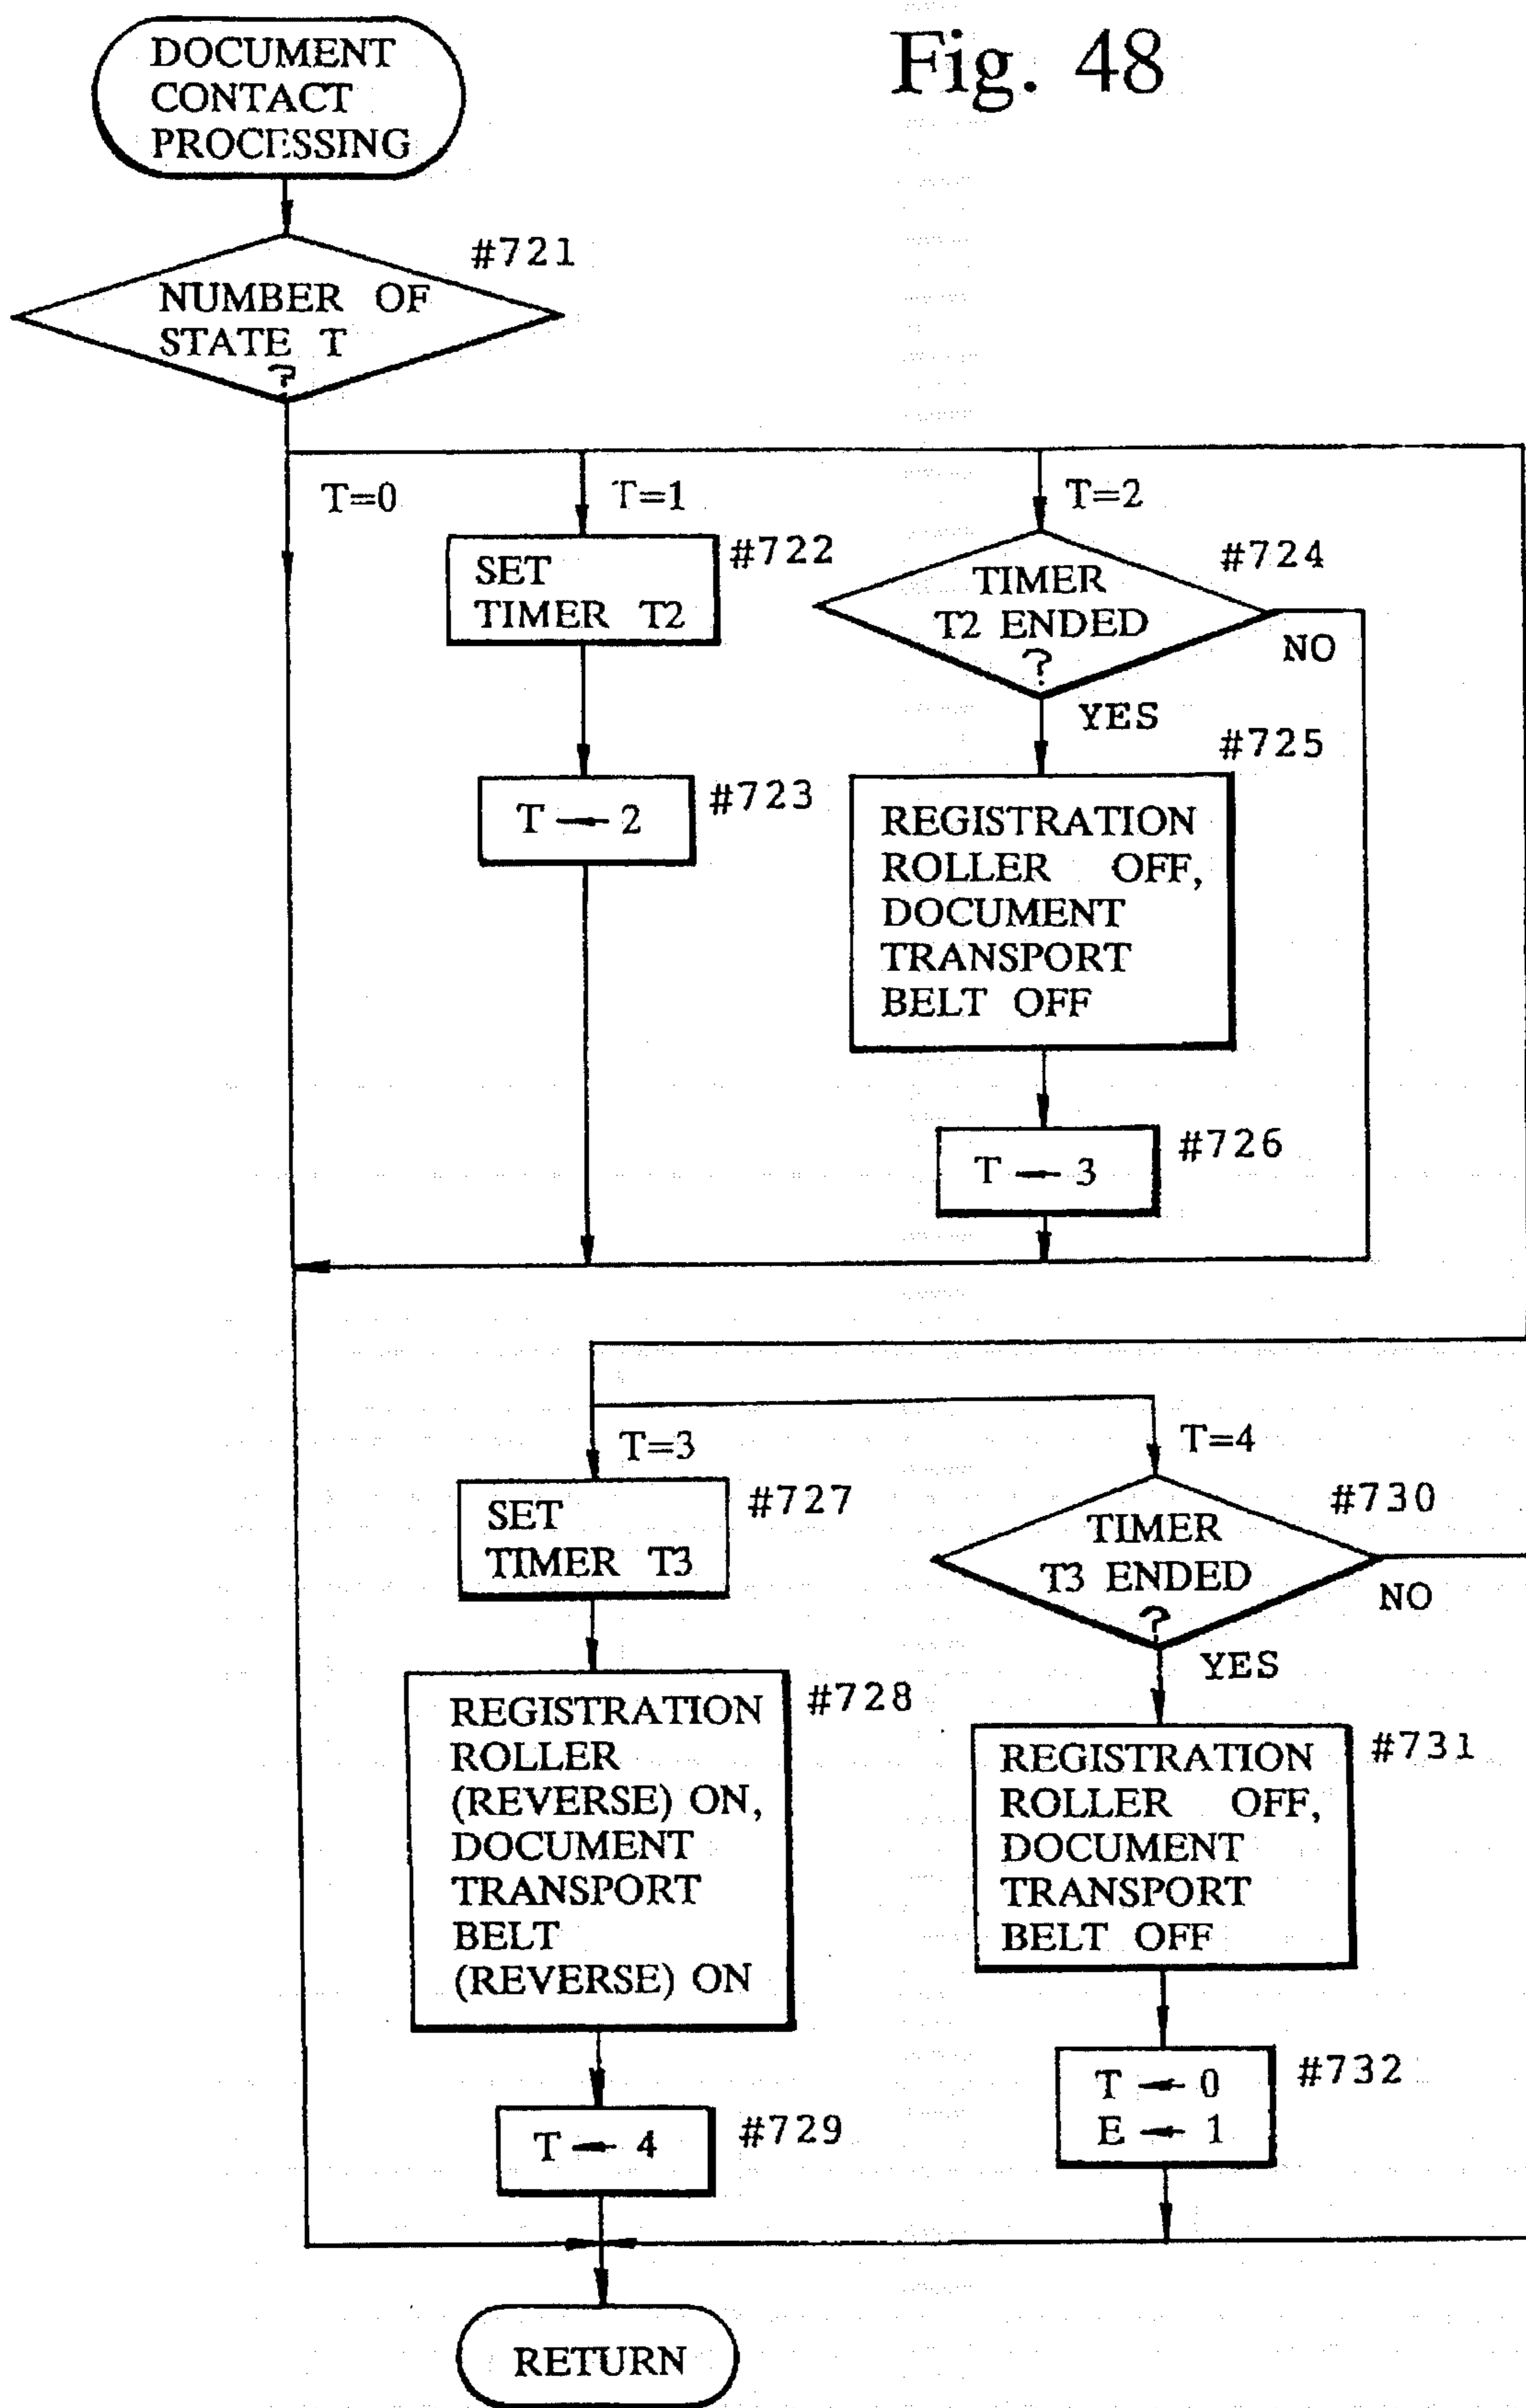 Fig. 48
DOCUMENT
CONTACT
PROCESSING
#721
NUMBER OF
STATE T
?
T=0
T=1
T=2
#722
SET
TIMER T2
#724
TIMER
T2 ENDED
?
NO
YES
#723
T ← 2
#725
REGISTRATION
ROLLER OFF,
DOCUMENT
TRANSPORT
BELT OFF
#726
T ← 3
T=3
T=4
#727
SET
TIMER T3
#730
TIMER
T3 ENDED
?
NO
YES
#728
REGISTRATION
ROLLER
(REVERSE) ON,
DOCUMENT
TRANSPORT
BELT
(REVERSE) ON
#731
REGISTRATION
ROLLER OFF,
DOCUMENT
TRANSPORT
BELT OFF
#729
T ← 4
#732
T ← 0
E ← 1
RETURN